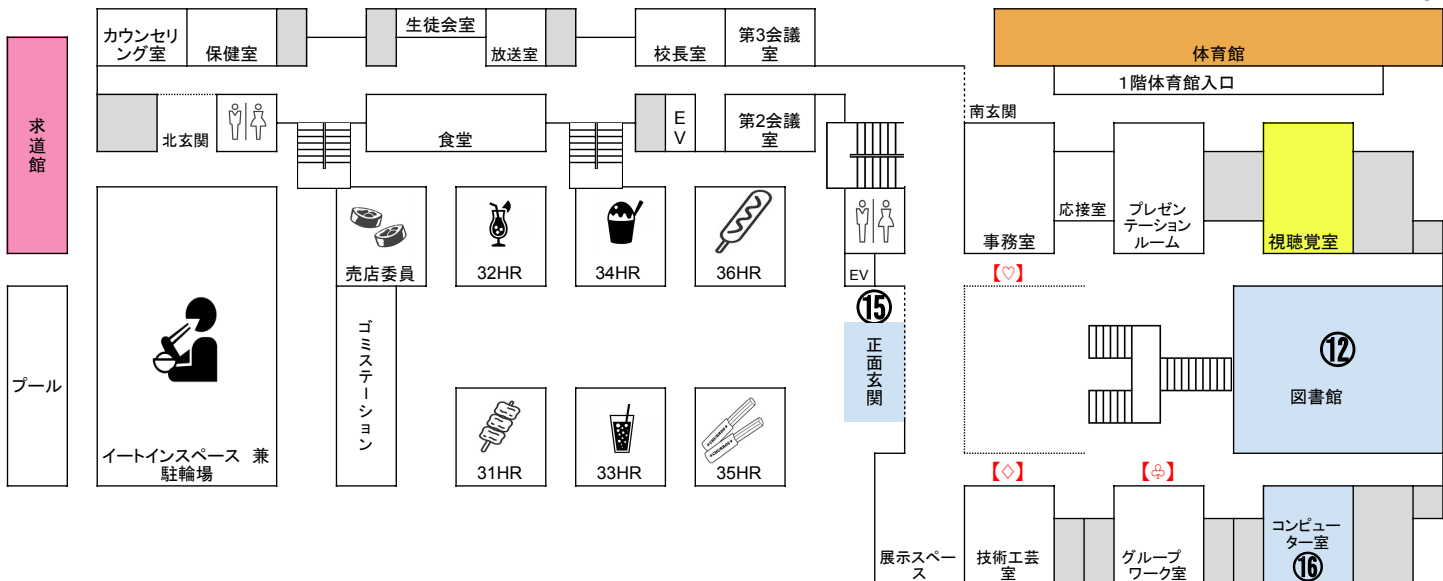 カウンセリ
ング室
保健室
生徒会室
放送室
校長室
第3会議
室
体育館
1階体育館入口
求道館
北玄関
食堂
E
V
第2会議
室
南玄関
事務室
応接室
プレゼン
テーション
ルーム
視聴覚室
売店委員
32HR
34HR
36HR
EV
【♡】
⑮
正面玄関
⑫
図書館
プール
イートインスペース 兼
駐輪場
ゴミステーション
31HR
33HR
35HR
【♢】
【♧】
展示スペー
ス
技術工芸
室
グループ
ワーク室
コンピュー
ター室
⑯